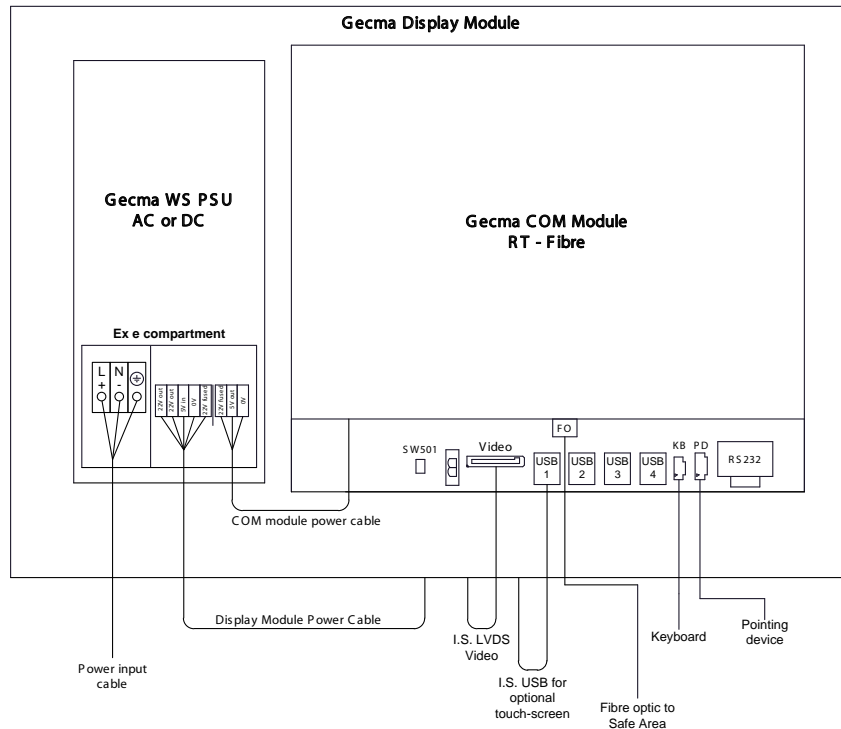 Gecma Display Module
Gecma WS PSU
AC or DC
Gecma COM Module
RT - Fibre
Ex e compartment
L
+
N
-
22V out
22V out
5V in
0V
22V fused
22V fused
5V out
0V
FO
SW501
Video
USB
1
USB
2
USB
3
USB
4
KB
PD
RS232
COM module power cable
Display Module Power Cable
I.S. LVDS
Video
Keyboard
Pointing
device
Power input
cable
I.S. USB for
optional
touch-screen
Fibre optic to
Safe Area